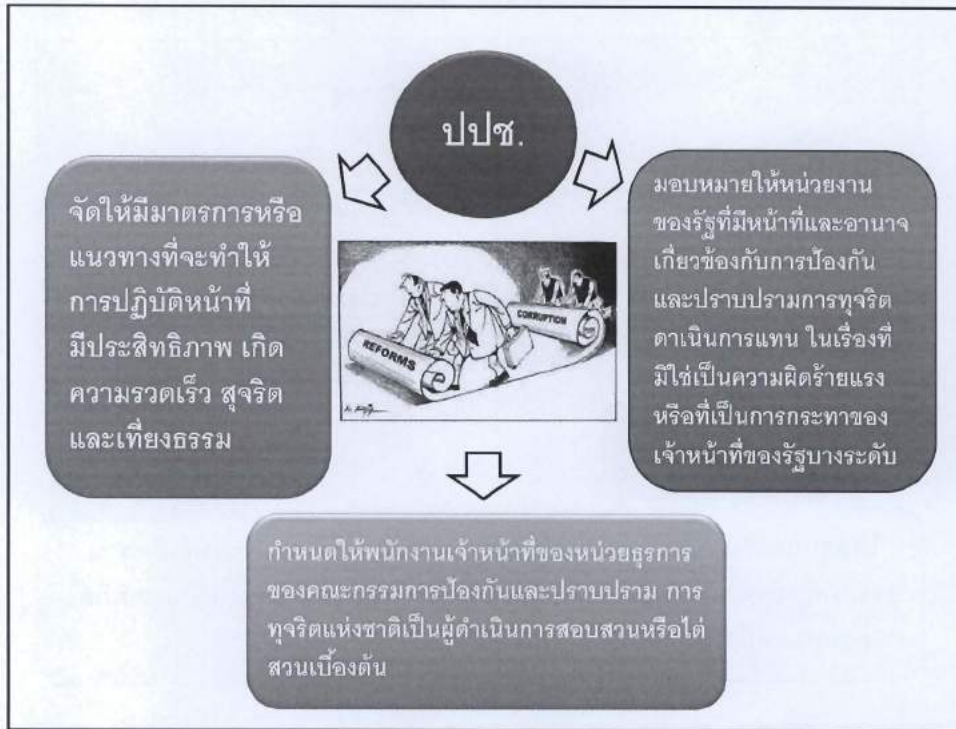 ปปช.
จัดให้มีมาตรการหรือ
แนวทางที่จะทำให้
การปฏิบัติหน้าที่
มีประสิทธิภาพ เกิด
ความรวดเร็ว สุจริต
และเที่ยงธรรม
มอบหมายให้หน่วยงาน
ของรัฐที่มีหน้าที่และอานาจ
เกี่ยวข้องกับการป้องกัน
และปราบปรามการทุจริต
ดาเนินการแทน ในเรื่องที่
มิใช่เป็นความผิดร้ายแรง
หรือที่เป็นการกระทาของ
เจ้าหน้าที่ของรัฐบางระดับ
REFORMS
CORRUPTION
กำหนดให้พนักงานเจ้าหน้าที่ของหน่วยธุรการ
ของคณะกรรมการป้องกันและปราบปราม การ
ทุจริตแห่งชาติเป็นผู้ดำเนินการสอบสวนหรือไต่
สวนเบื้องต้น